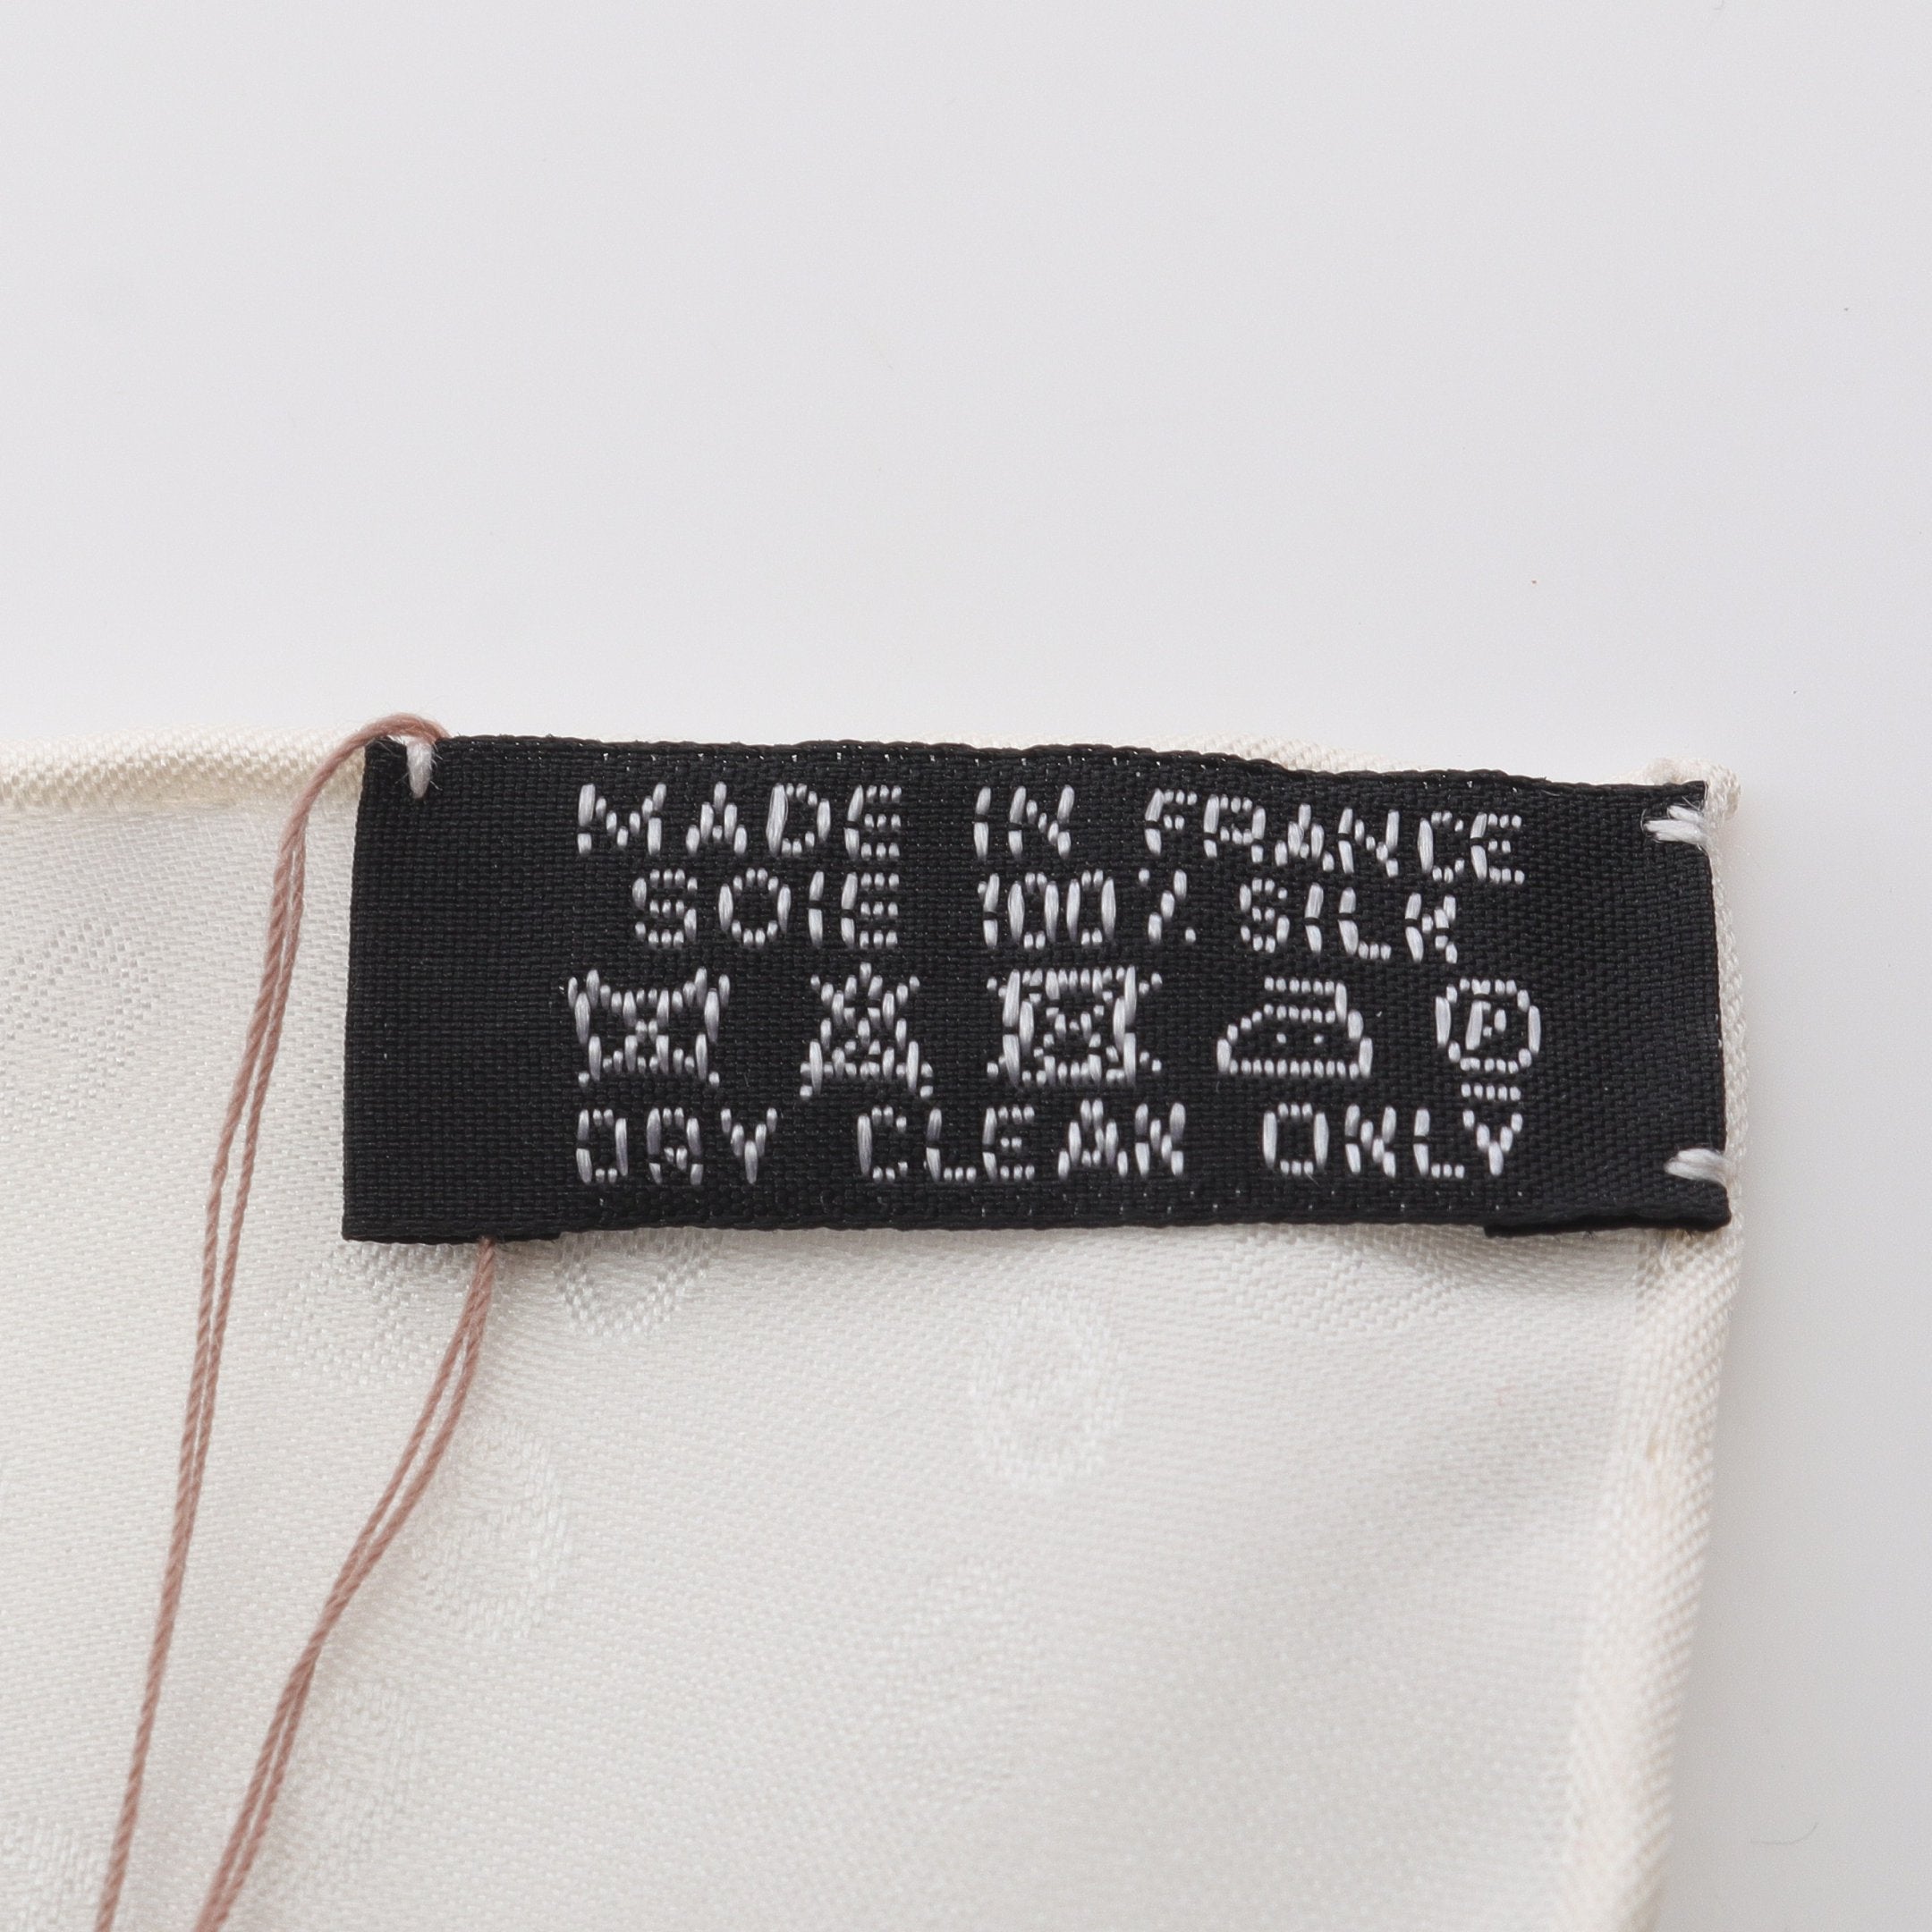 MADE IN FRANCE
SOIE 100% SILK
P
DRY CLEAN ONLY